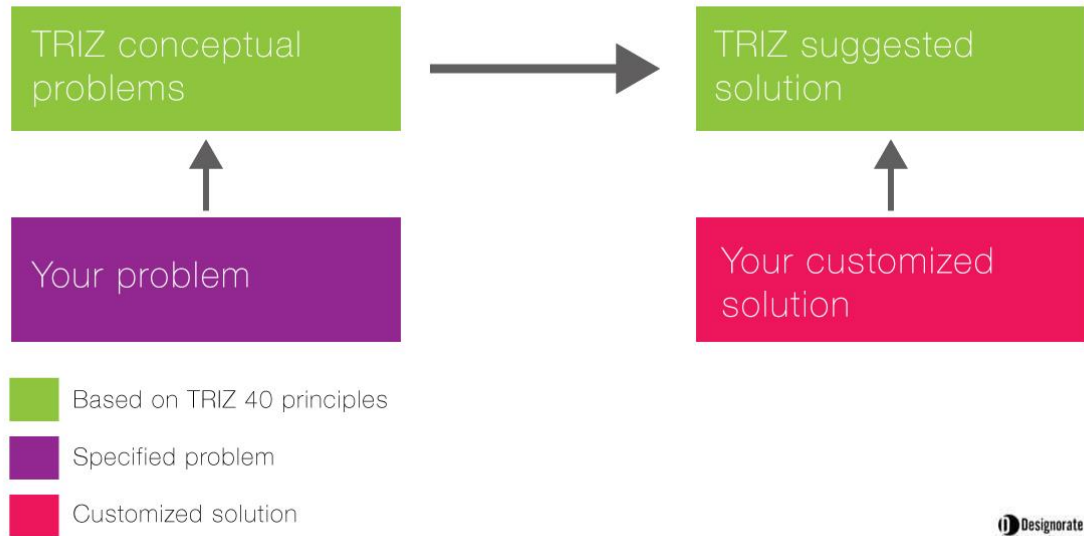 TRIZ conceptual
problems
TRIZ suggested
solution
Your problem
Your customized
solution
Based on TRIZ 40 principles
Specified problem
Customized solution
Designorate